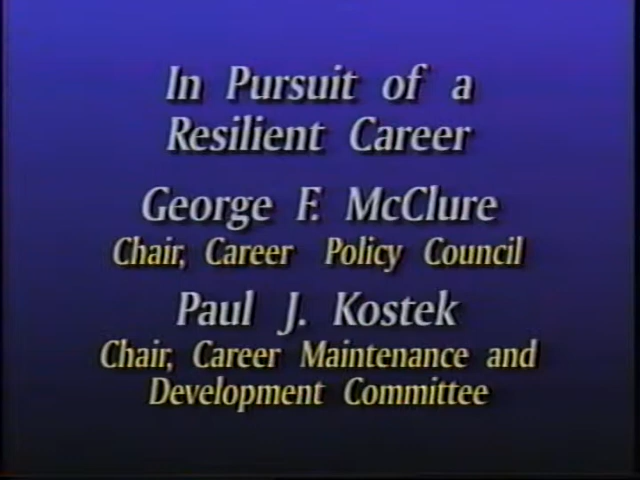 In Pursuit of a
Resilient Career
George F. McClure
Chair, Career Policy Council
Paul J. Kostek
Chair, Career Maintenance and
Development Committee